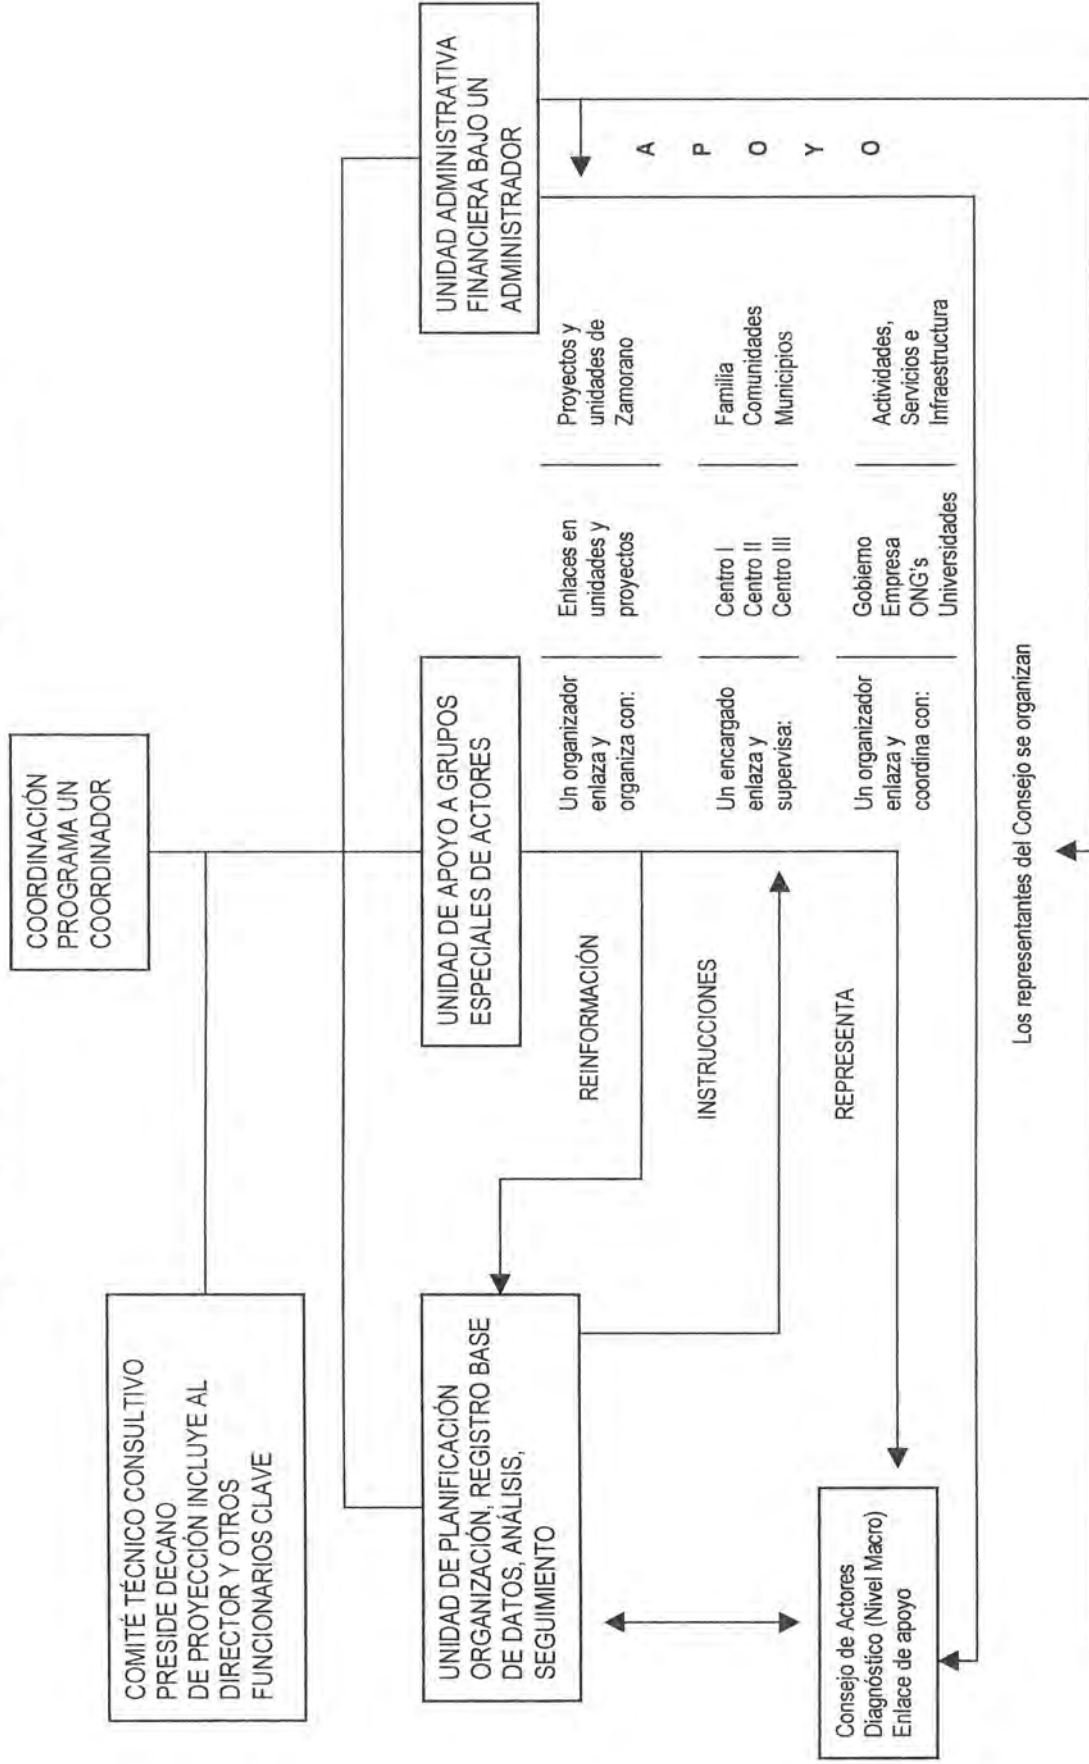 COORDINACIÓN
PROGRAMA UN
COORDINADOR
COMITÉ TÉCNICO CONSULTIVO
PRESIDE DECANO
DE PROYECCIÓN INCLUYE AL
DIRECTOR Y OTROS
FUNCIONARIOS CLAVE
UNIDAD DE PLANIFICACIÓN
ORGANIZACIÓN, REGISTRO BASE
DE DATOS, ANÁLISIS,
SEGUIMIENTO
UNIDAD DE APOYO A GRUPOS
ESPECIALES DE ACTORES
UNIDAD ADMINISTRATIVA
FINANCIERA BAJO UN
ADMINISTRADOR
REINFORMACIÓN
INSTRUCCIONES
REPRESENTA
Un organizador
enlaza y
organiza con:
Enlaces en
unidades y
proyectos
Proyectos y
unidades de
Zamorano
Un encargado
enlaza y
supervisa:
Centro I
Centro II
Centro III
Familia
Comunidades
Municipios
Un organizador
enlaza y
coordina con:
Gobierno
Empresa
ONG's
Universidades
Actividades,
Servicios e
Infraestructura
A
P
O
Y
O
Consejo de Actores
Diagnóstico (Nivel Macro)
Enlace de apoyo
Los representantes del Consejo se organizan